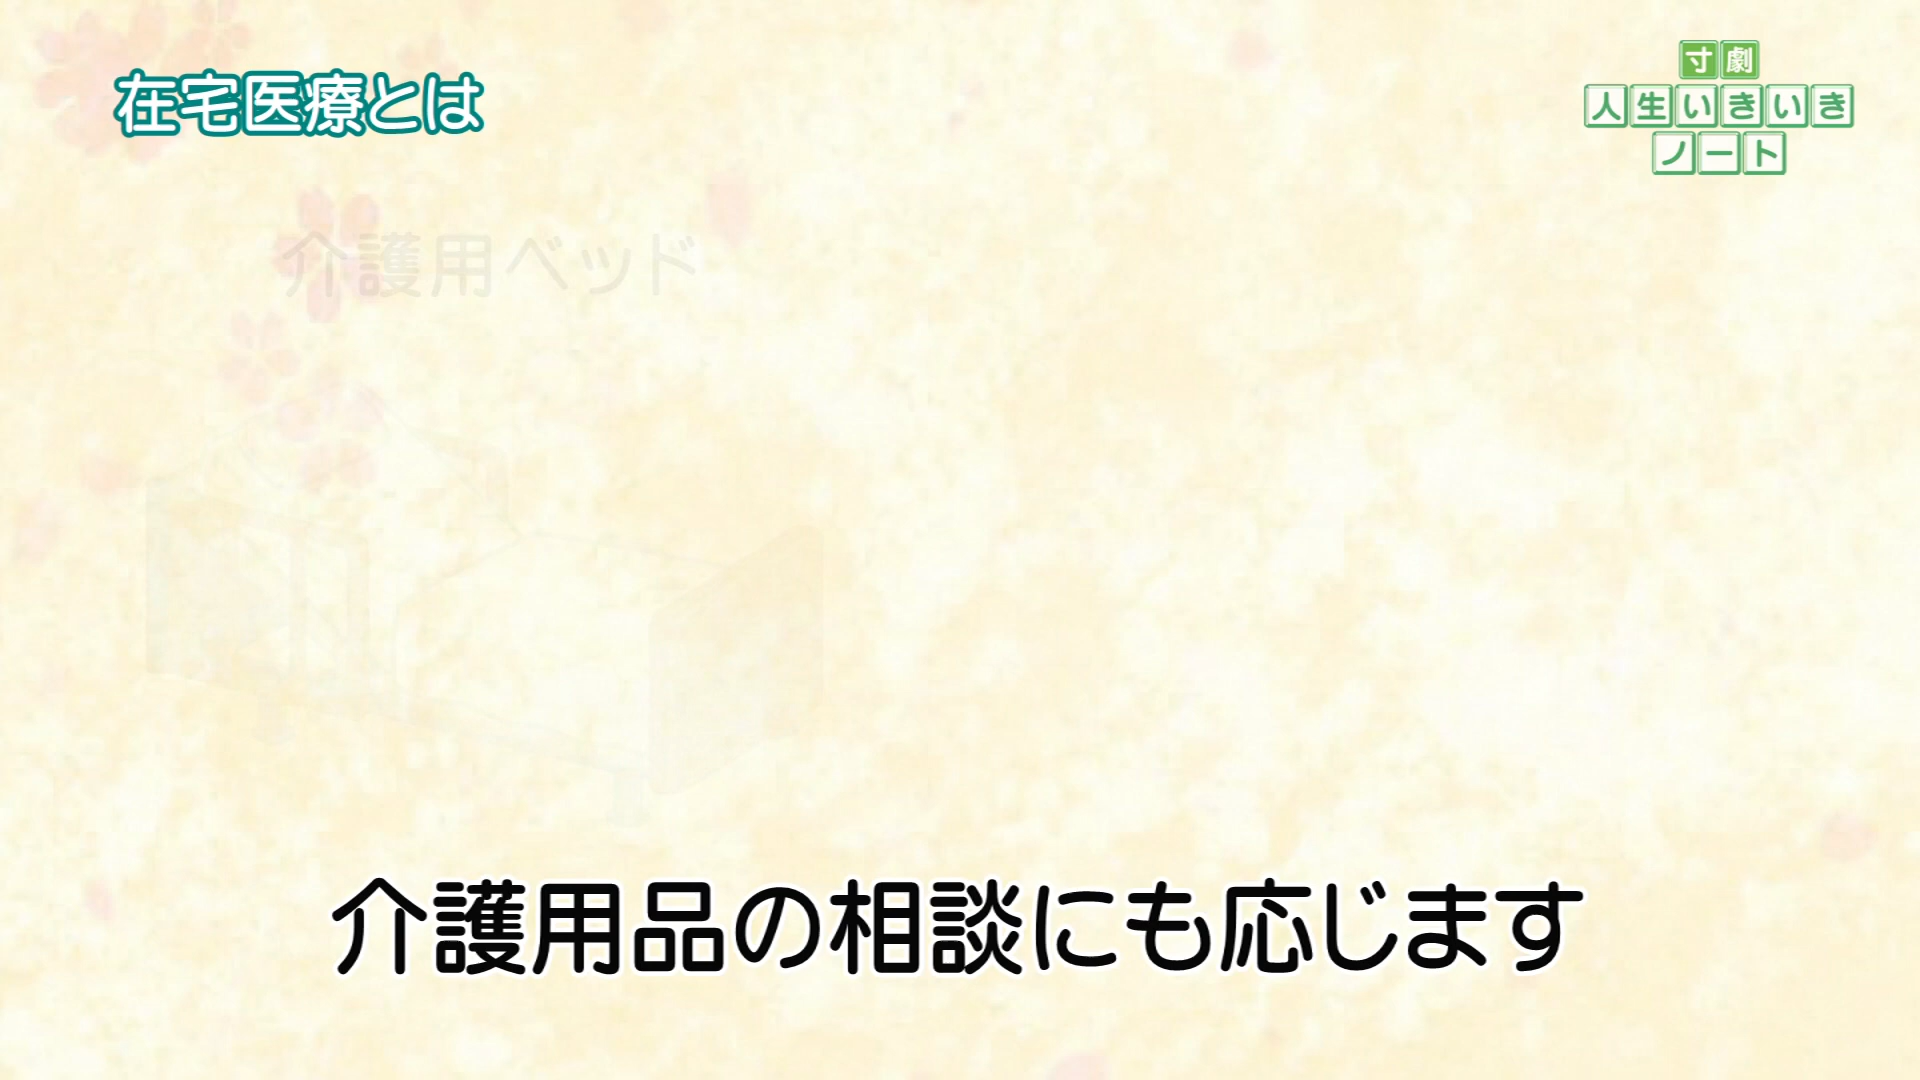 在宅医療とは
寸劇
人生いきいき
ノート
介護用ベッド
介護用品の相談にも応じます